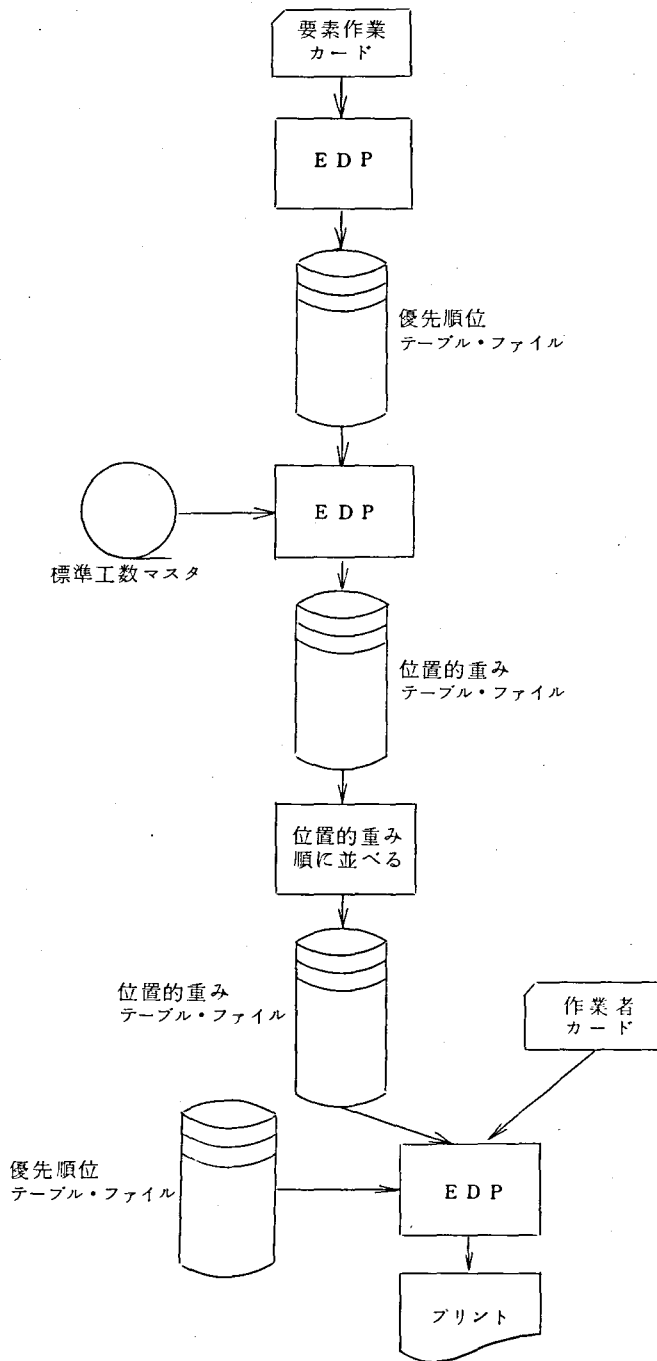 要素作業
カード
EDP
優先順位
テーブル・ファイル
EDP
標準工数マスタ
位置的重み
テーブル・ファイル
位置的重み
順に並べる
位置的重み
テーブル・ファイル
作業者
カード
優先順位
テーブル・ファイル
EDP
プリント